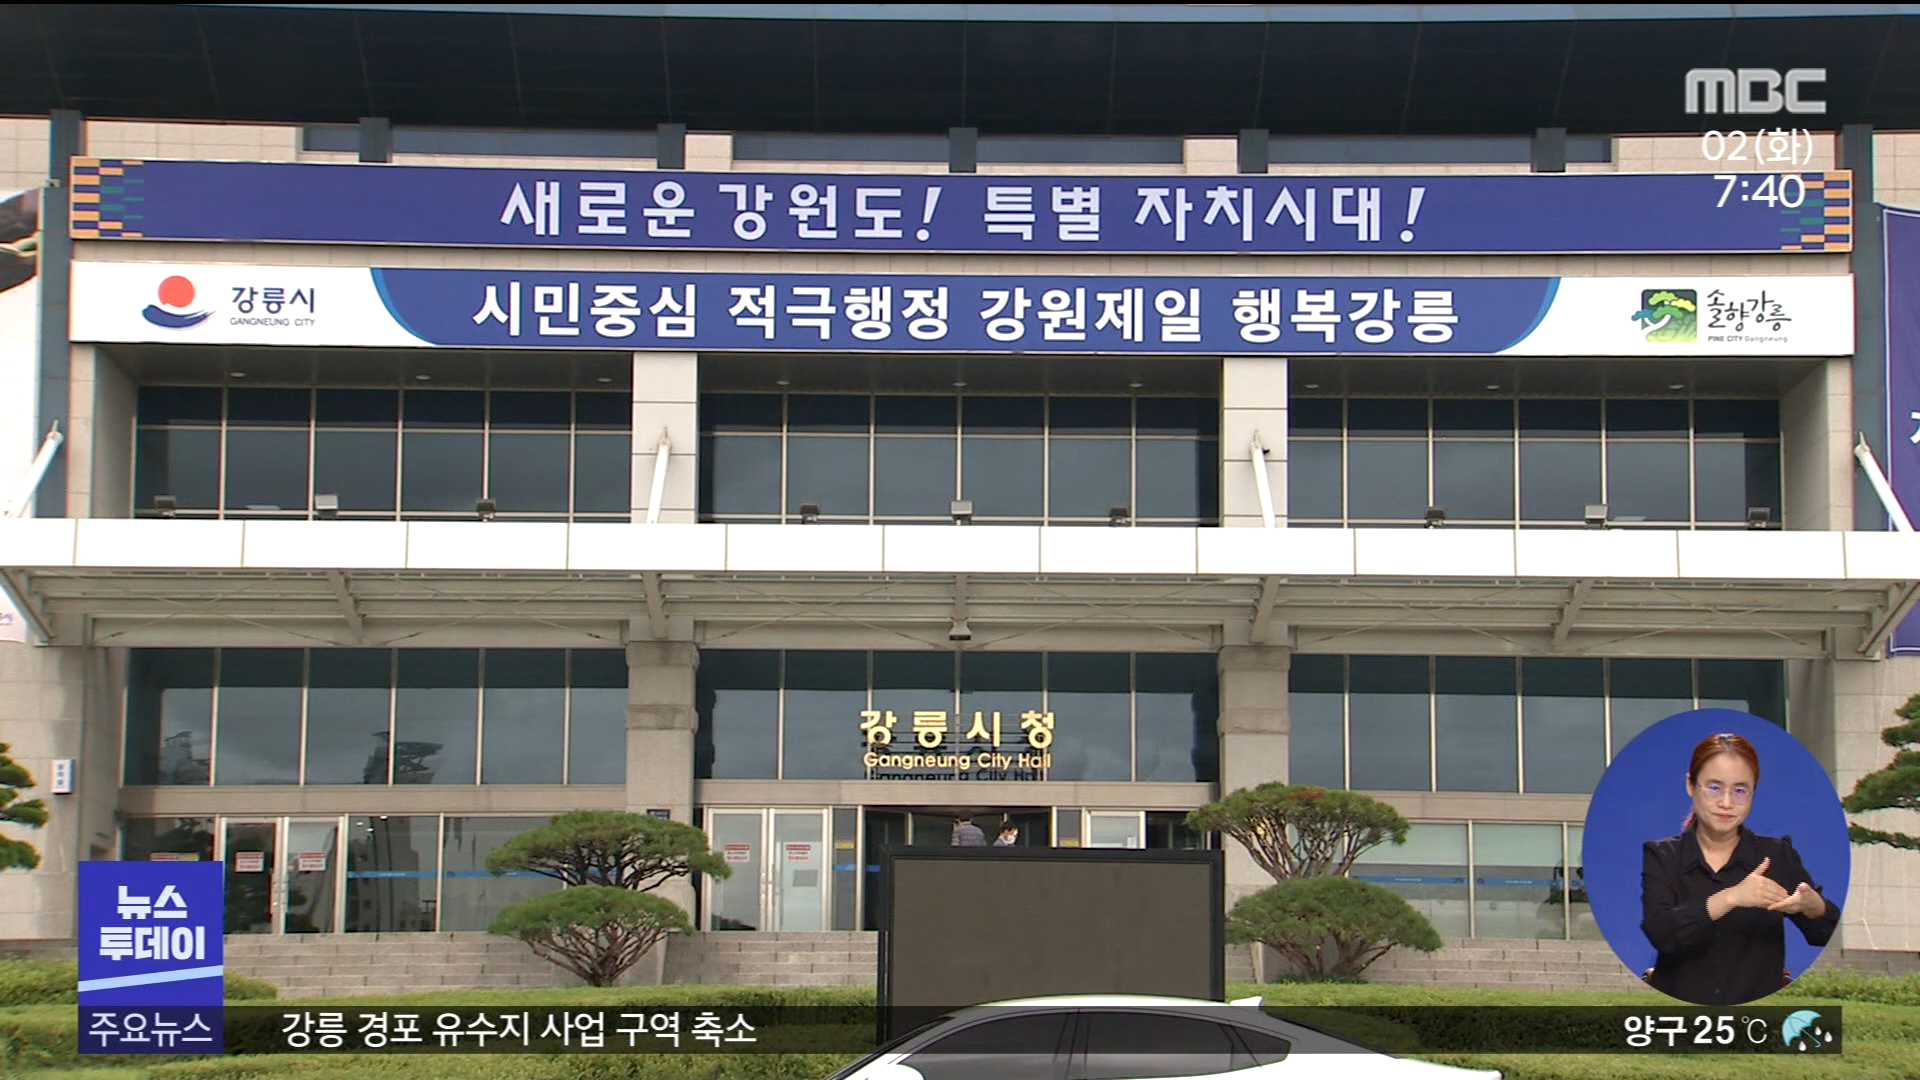 MBC
02(화)
7:40
새로운 강원도! 특별 자치시대!
강릉시
GANGNEUNG CITY
시민중심 적극행정 강원제일 행복강릉
솔향강릉
PINE CITY Gangneung
강릉시청
Gangneung City Hall
뉴스
투데이
주요뉴스
강릉 경포 유수지 사업 구역 축소
양구 25℃